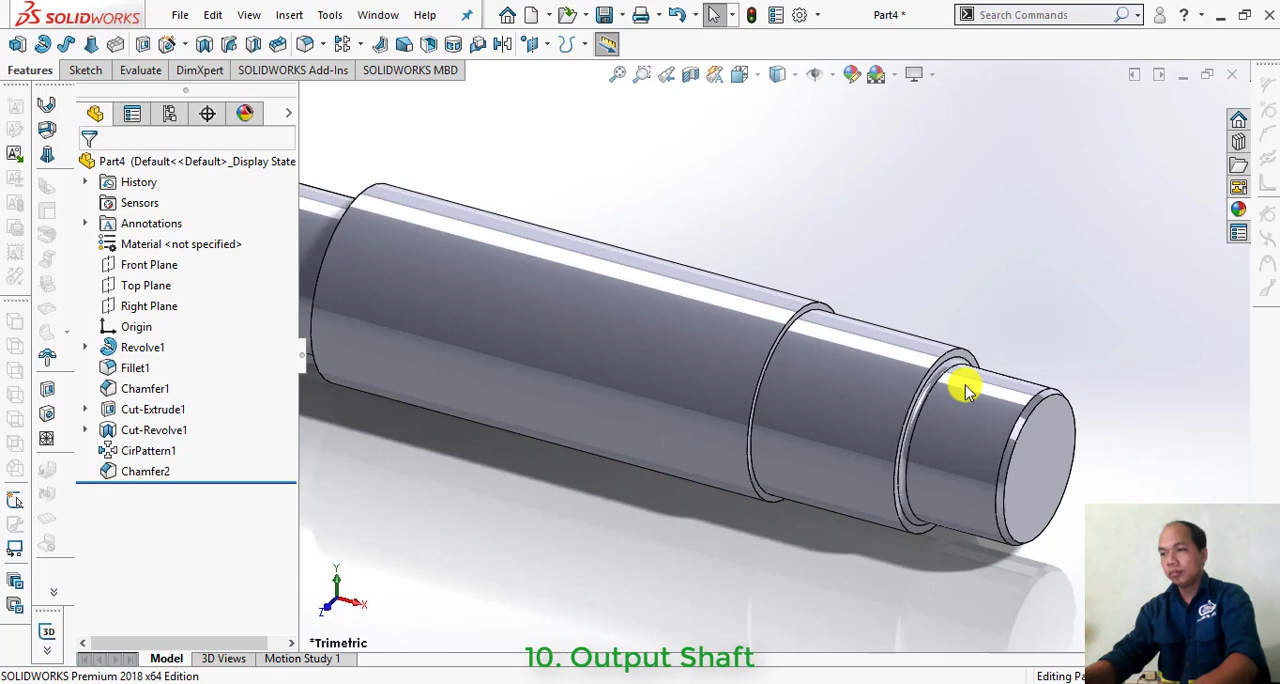 SOLIDWORKS
File
Edit
View
Insert
Tools
Window
Help
Part4 *
Search Commands
?
Features
Sketch
Evaluate
DimXpert
SOLIDWORKS Add-Ins
SOLIDWORKS MBD
Part4 (Default<<Default>_Display State
History
Sensors
Annotations
Material <not specified>
Front Plane
Top Plane
Right Plane
Origin
Revolve1
Fillet1
Chamfer1
Cut-Extrude1
Cut-Revolve1
CirPattern1
Chamfer2
Y
X
Z
*Trimetric
3D
10. Output Shaft
Model
3D Views
Motion Study 1
SOLIDWORKS Premium 2018 x64 Edition
Editing Pa